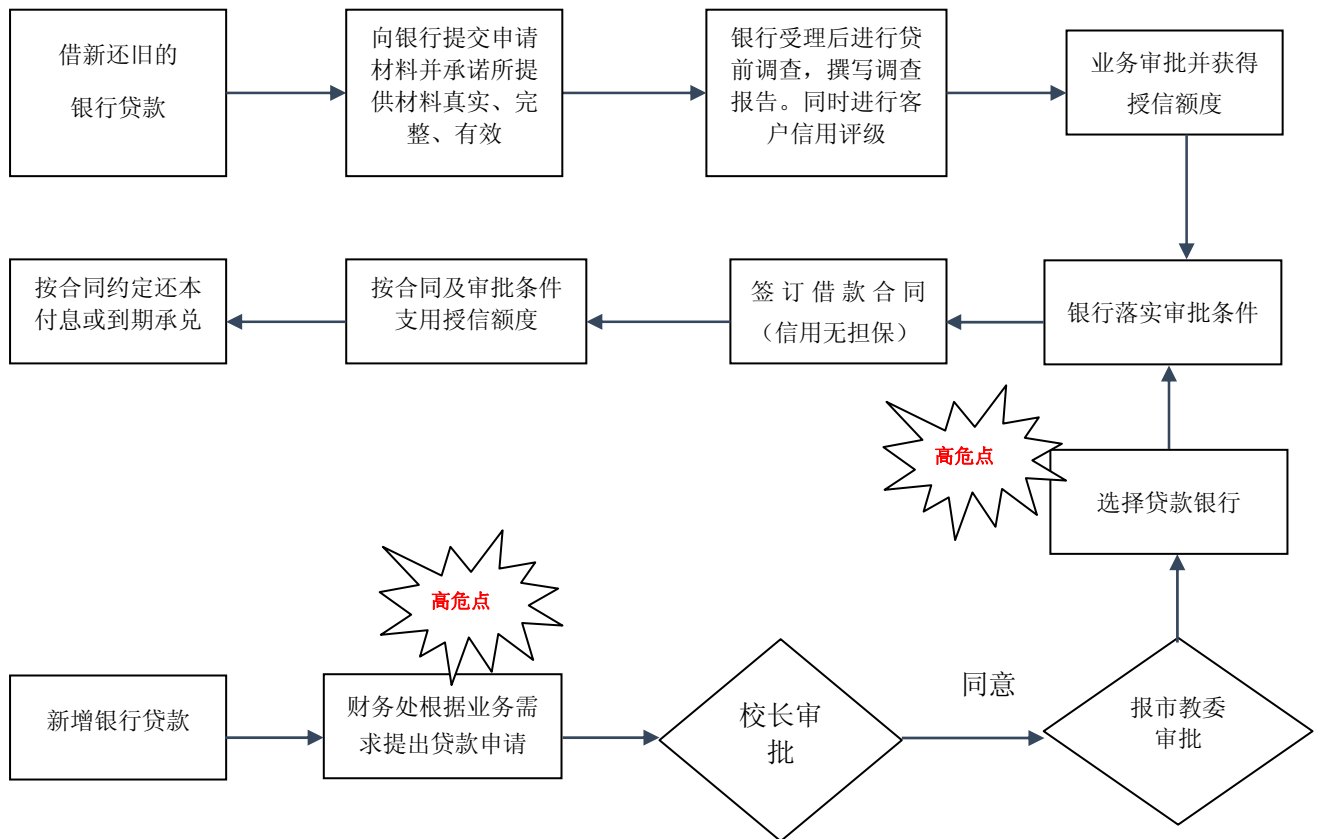 借新还旧的
银行贷款
向银行提交申请
材料并承诺所提
供材料真实、完
整、有效
银行受理后进行贷
前调查，撰写调查
报告。同时进行客
户信用评级
业务审批并获得
授信额度
按合同约定还本
付息或到期承兑
按合同及审批条件
支用授信额度
签订借款合同
（信用无担保）
银行落实审批条件
高危点
选择贷款银行
高危点
新增银行贷款
财务处根据业务需
求提出贷款申请
校长审
批
同意
报市教委
审批